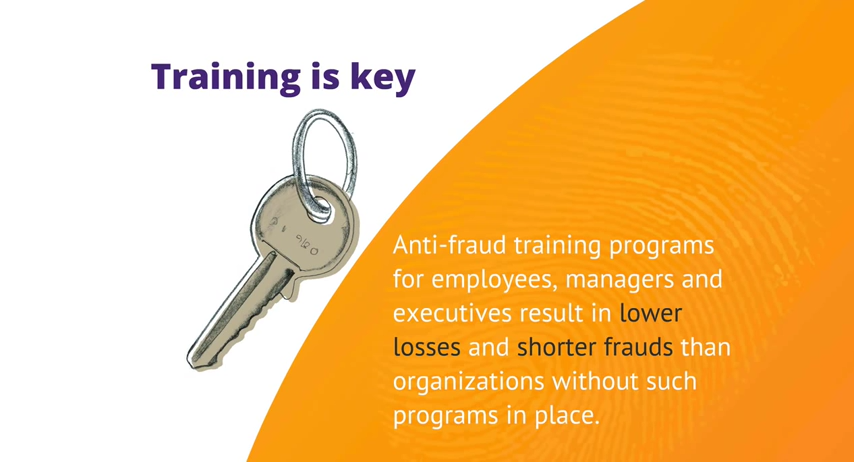 Training is key
Anti-fraud training programs
for employees, managers and
executives result in lower
losses and shorter frauds than
organizations without such
programs in place.